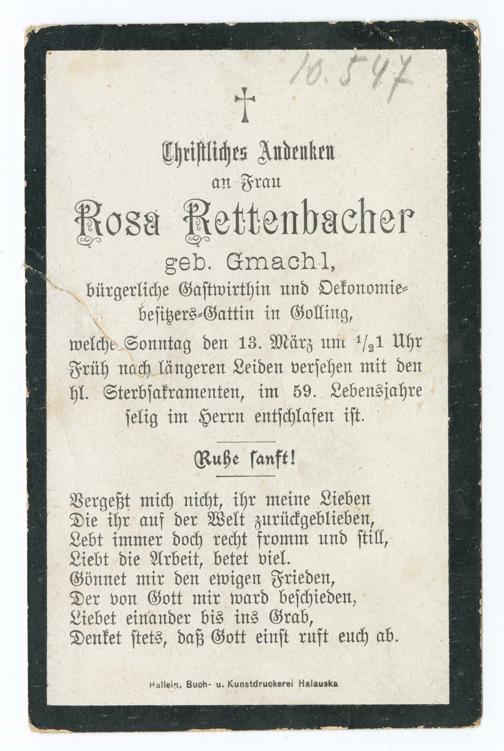 10.547
Christliches Andenken
an Frau
Rosa Rettenbacher
geb. Gmachl,
bürgerliche Gastwirthin und Oekonomie-
besitzers-Gattin in Golling,
welche Sonntag den 13. März um 1/21 Uhr
Früh nach längeren Leiden versehen mit den
hl. Sterbsakramenten, im 59. Lebensjahre
selig im Herrn entschlafen ist.
Ruhe sanft!
Vergeßt mich nicht, ihr meine Lieben
Die ihr auf der Welt zurückgeblieben,
Lebt immer doch recht fromm und still,
Liebt die Arbeit, betet viel.
Gönnet mir den ewigen Frieden,
Der von Gott mir ward beschieden,
Liebet einander bis ins Grab,
Denket stets, daß Gott einst ruft euch ab.
Hallein, Buch- u. Kunstdruckerei Halauska